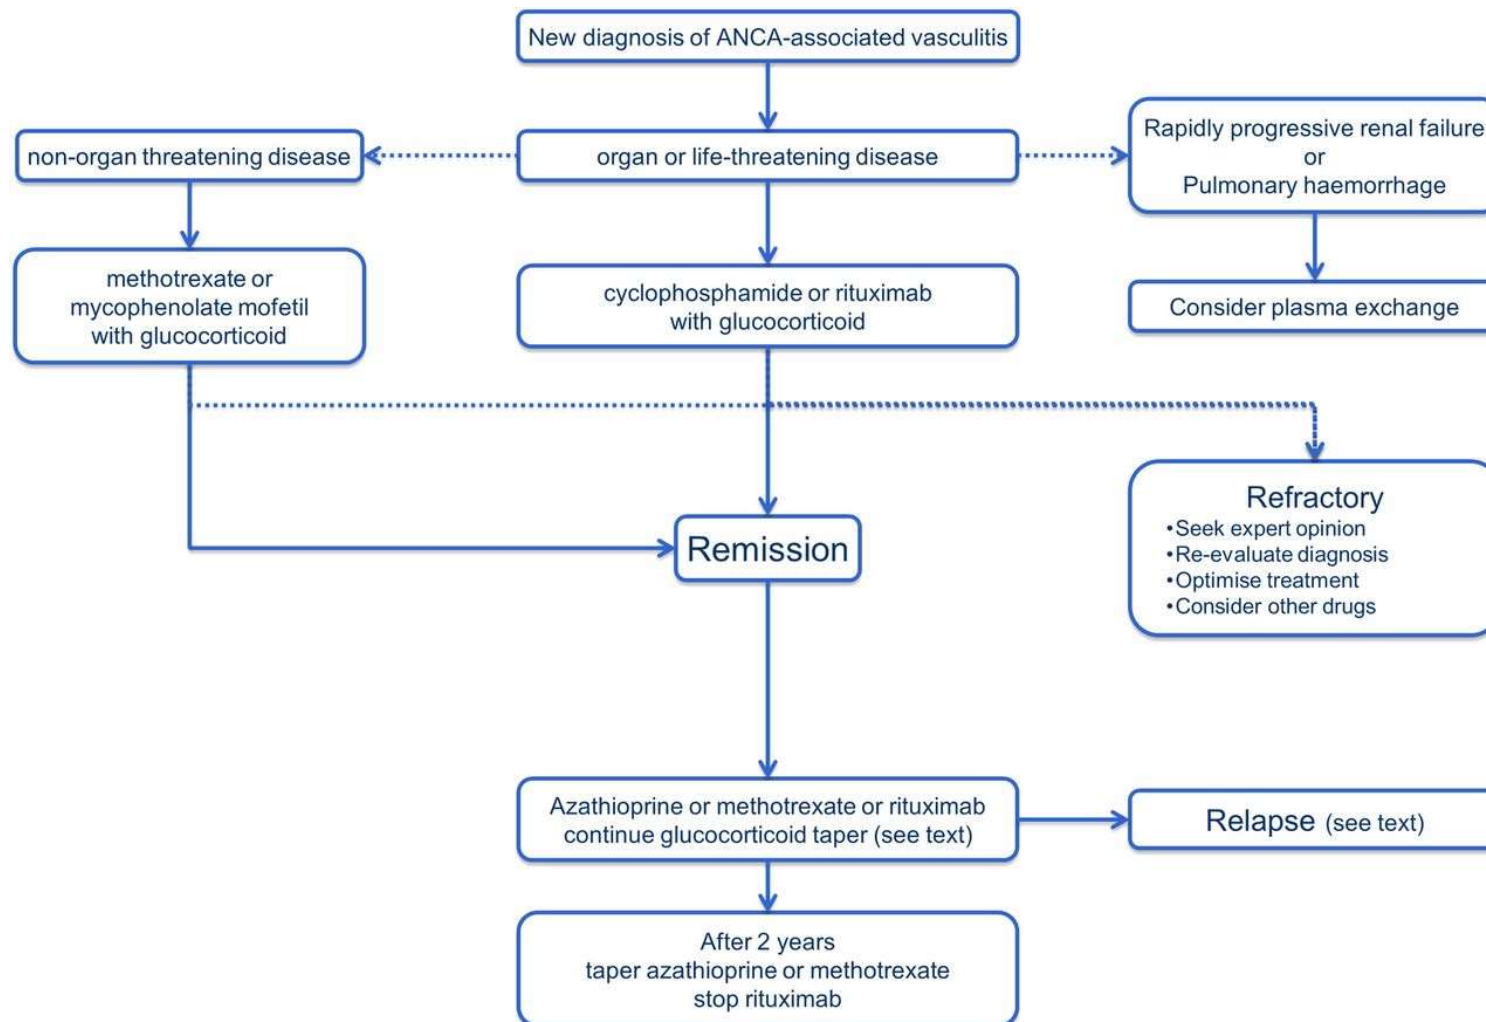 New diagnosis of ANCA-associated vasculitis
non-organ threatening disease
organ or life-threatening disease
Rapidly progressive renal failure
or
Pulmonary haemorrhage
methotrexate or
mycophenolate mofetil
with glucocorticoid
cyclophosphamide or rituximab
with glucocorticoid
Consider plasma exchange
Refractory
•Seek expert opinion
•Re-evaluate diagnosis
•Optimise treatment
•Consider other drugs
Remission
Azathioprine or methotrexate or rituximab
continue glucocorticoid taper (see text)
Relapse (see text)
After 2 years
taper azathioprine or methotrexate
stop rituximab